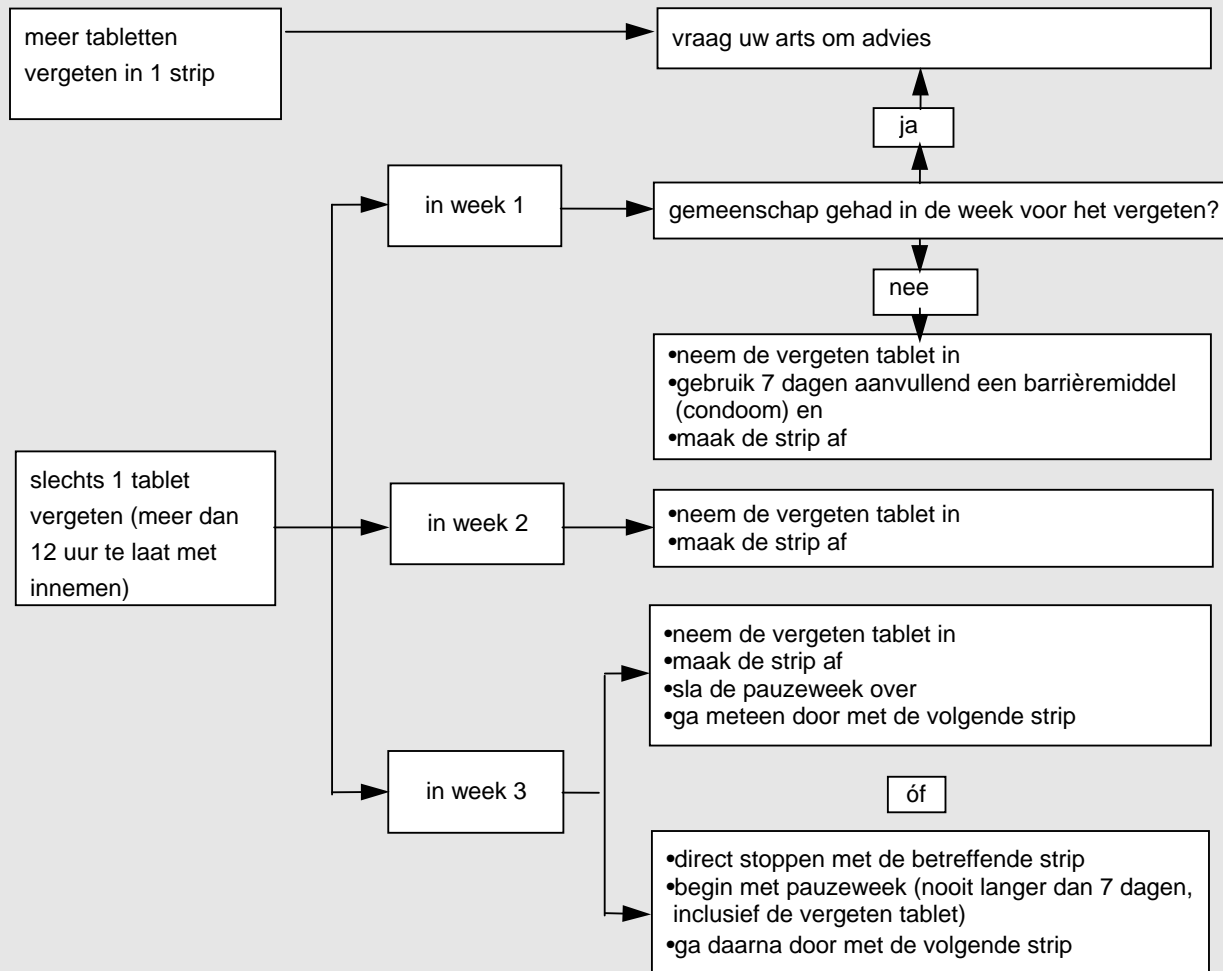 meer tabletten
vergeten in 1 strip
vraag uw arts om advies
ja
in week 1
gemeenschap gehad in de week voor het vergeten?
nee
•neem de vergeten tablet in
•gebruik 7 dagen aanvullend een barrièremiddel
(condoom) en
•maak de strip af
slechts 1 tablet
vergeten (meer dan
12 uur te laat met
innemen)
in week 2
•neem de vergeten tablet in
•maak de strip af
•neem de vergeten tablet in
•maak de strip af
•sla de pauzeweek over
•ga meteen door met de volgende strip
in week 3
óf
•direct stoppen met de betreffende strip
•begin met pauzeweek (nooit langer dan 7 dagen,
inclusief de vergeten tablet)
•ga daarna door met de volgende strip